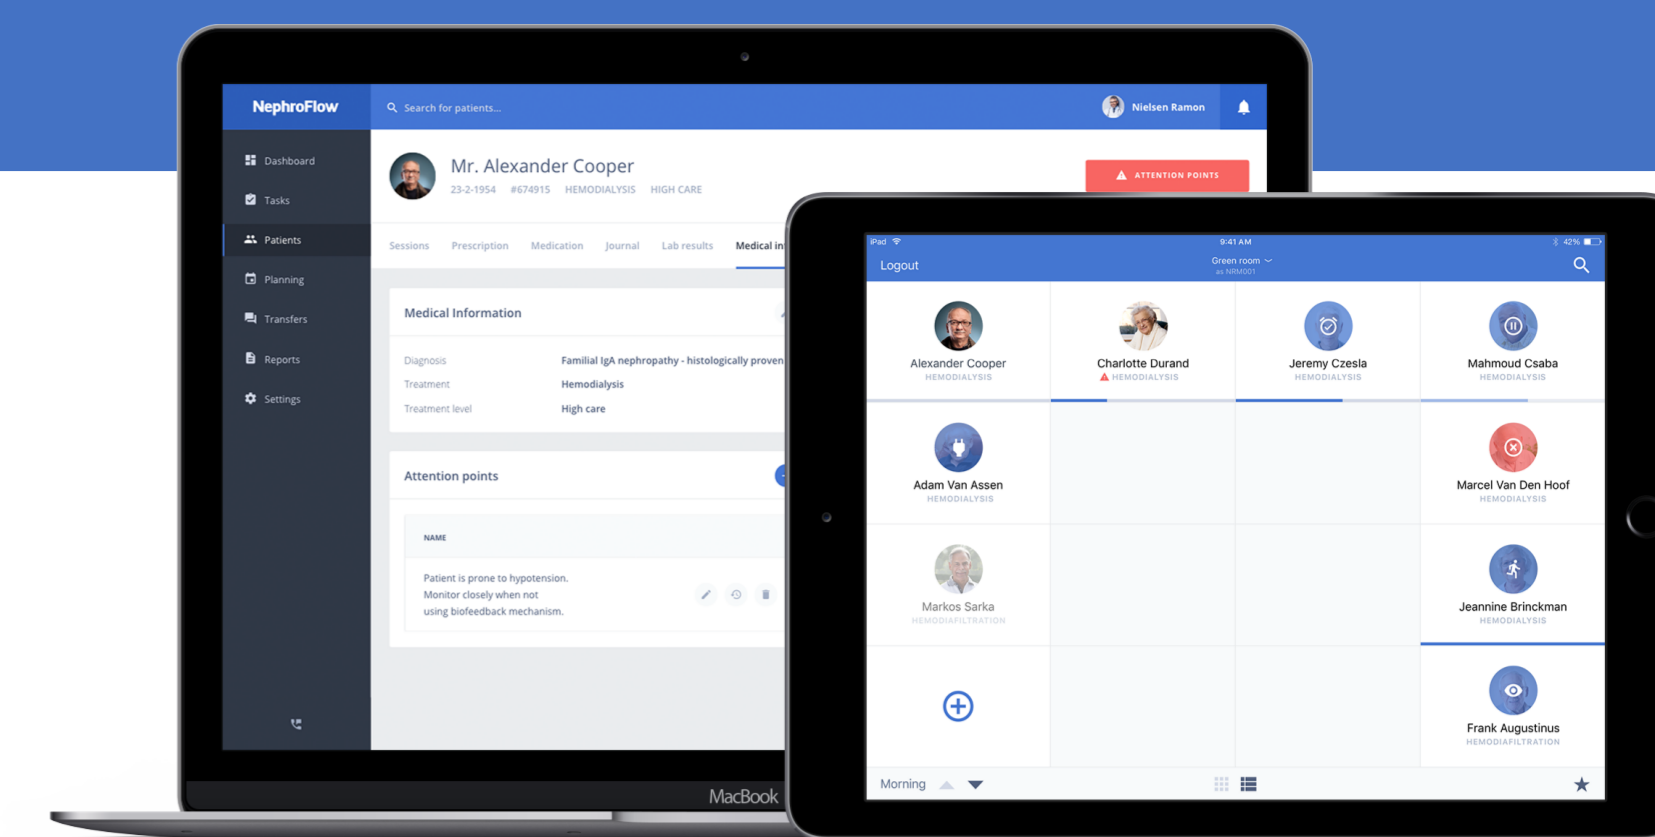 NephroFlow
Search for patients...
Nielsen Ramon
Dashboard
Tasks
Patients
Planning
Transfers
Reports
Settings
Mr. Alexander Cooper
23-2-1954 #674915 HEMODIALYSIS HIGH CARE
ATTENTION POINTS
Sessions Prescription Medication Journal Lab results Medical in
Medical Information
Diagnosis Familial IgA nephropathy - histologically proven
Treatment Hemodialysis
Treatment level High care
Attention points
NAME
Patient is prone to hypotension.
Monitor closely when not
using biofeedback mechanism.
MacBook
iPad 9:41 AM 42%
Logout Green room
as NRM001
Alexander Cooper
HEMODIALYSIS
Charlotte Durand
HEMODIALYSIS
Jeremy Czesla
HEMODIALYSIS
Mahmoud Csaba
HEMODIALYSIS
Adam Van Assen
HEMODIALYSIS
Marcel Van Den Hoof
HEMODIALYSIS
Markos Sarka
HEMODIAFILTRATION
Jeannine Brinckman
HEMODIALYSIS
Frank Augustinus
HEMODIAFILTRATION
Morning